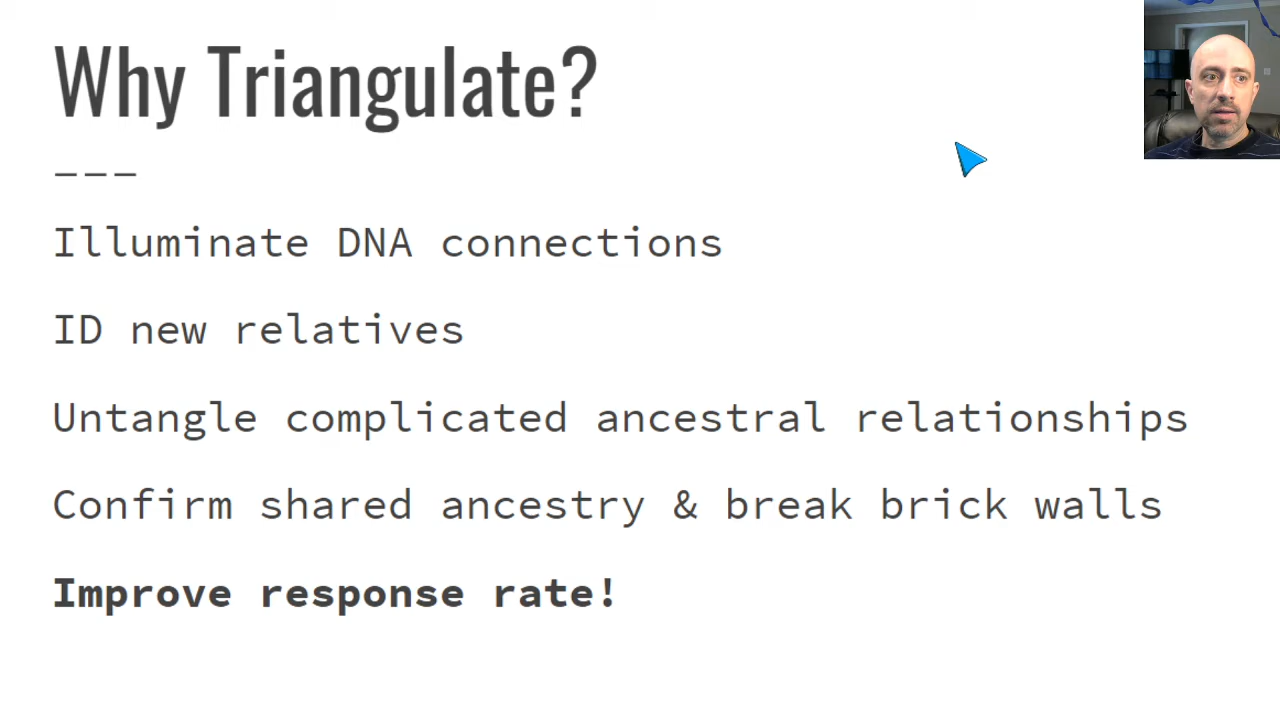 Why Triangulate?
___
Illuminate DNA connections
ID new relatives
Untangle complicated ancestral relationships
Confirm shared ancestry & break brick walls
Improve response rate!